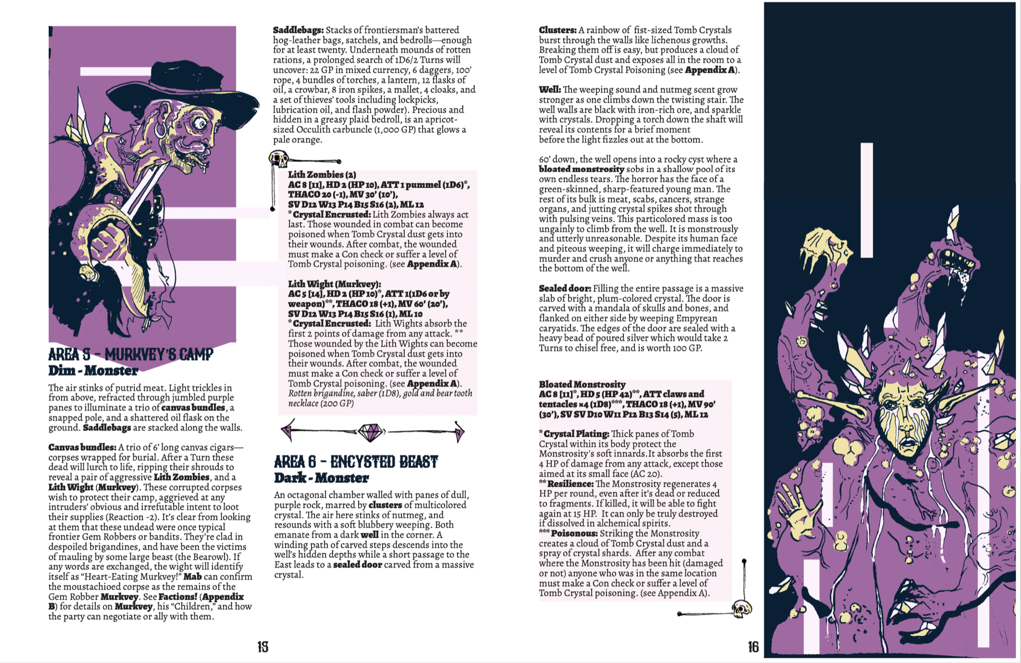 AREA 5 – MURKVEY'S CAMP
Dim - Monster
The air stinks of putrid meat. Light trickles in
from above, refracted through jumbled purple
panes to illuminate a trio of canvas bundles, a
snapped pole, and a shattered oil flask on the
ground. Saddlebags are stacked along the walls.
Canvas bundles: A trio of 6' long canvas cigars—
corpses wrapped for burial. After a Turn these
dead will lurch to life, ripping their shrouds to
reveal a pair of aggressive Lith Zombies, and a
Lith Wight (Murkvey). These corrupted corpses
wish to protect their camp, aggrieved at any
intruders' obvious and irrefutable intent to loot
their supplies (Reaction -2). It's clear from looking
at them that these undead were once typical
frontier Gem Robbers or bandits. They're clad in
despoiled brigandines, and have been the victims
of mauling by some large beast (the Bearowl). If
any words are exchanged, the wight will identify
itself as "Heart-Eating Murkvey!" Mab can confirm
the moustachioed corpse as the remains of the
Gem Robber Murkvey. See Factions! (Appendix
B) for details on Murkvey, his "Children," and how
the party can negotiate or ally with them.
Saddlebags: Stacks of frontiersman's battered
hog-leather bags, satchels, and bedrolls—enough
for at least twenty. Underneath mounds of rotten
rations, a prolonged search of 1D6/2 Turns will
uncover: 22 GP in mixed currency, 6 daggers, 100'
rope, 4 bundles of torches, a lantern, 12 flasks of
oil, a crowbar, 8 iron spikes, a mallet, 4 cloaks, and
a set of thieves' tools including lockpicks,
lubrication oil, and flash powder). Precious and
hidden in a greasy plaid bedroll, is an apricot-
sized Occulith carbuncle (1,000 GP) that glows a
pale orange.
Lith Zombies (2)
AC 8 [11], HD 2 (HP 10), ATT 1 pummel (1D6)*,
THACO 20 (-1), MV 30' (10'),
SV D12 W13 P14 B15 S16 (2), ML 12
* Crystal Encrusted: Lith Zombies always act
last. Those wounded in combat can become
poisoned when Tomb Crystal dust gets into
their wounds. After combat, the wounded
must make a Con check or suffer a level of
Tomb Crystal poisoning. (see Appendix A).
Lith Wight (Murkvey):
AC 5 [14], HD 2 (HP 10)*, ATT 1(1D6 or by
weapon)**, THACO 18 (+1), MV 60' (20'),
SV D12 W13 P14 B15 S16 (1), ML 10
* Crystal Encrusted: Lith Wights absorb the
first 2 points of damage from any attack. **
Those wounded by the Lith Wights can become
poisoned when Tomb Crystal dust gets into
their wounds. After combat, the wounded
must make a Con check or suffer a level of
Tomb Crystal poisoning. (see Appendix A).
Rotten brigandine, saber (1D8), gold and bear tooth
necklace (200 GP)
AREA 6 – ENCYSTED BEAST
Dark - Monster
An octagonal chamber walled with panes of dull,
purple rock, marred by clusters of multicolored
crystal. The air here stinks of nutmeg, and
resounds with a soft blubbery weeping. Both
emanate from a dark well in the corner. A
winding path of carved steps descends into the
well's hidden depths while a short passage to the
East leads to a sealed door carved from a massive
crystal.
15
Clusters: A rainbow of fist-sized Tomb Crystals
burst through the walls like lichenous growths.
Breaking them off is easy, but produces a cloud of
Tomb Crystal dust and exposes all in the room to a
level of Tomb Crystal Poisoning (see Appendix A).
Well: The weeping sound and nutmeg scent grow
stronger as one climbs down the twisting stair. The
well walls are black with iron-rich ore, and sparkle
with crystals. Dropping a torch down the shaft will
reveal its contents for a brief moment
before the light fizzles out at the bottom.
60' down, the well opens into a rocky cyst where a
bloated monstrosity sobs in a shallow pool of its
own endless tears. The horror has the face of a
green-skinned, sharp-featured young man. The
rest of its bulk is meat, scabs, cancers, strange
organs, and jutting crystal spikes shot through
with pulsing veins. This particolored mass is too
ungainly to climb from the well. It is monstrously
and utterly unreasonable. Despite its human face
and piteous weeping, it will charge immediately to
murder and crush anyone or anything that reaches
the bottom of the well.
Sealed door: Filling the entire passage is a massive
slab of bright, plum-colored crystal. The door is
carved with a mandala of skulls and bones, and
flanked on either side by weeping Empyrean
caryatids. The edges of the door are sealed with a
heavy bead of poured silver which would take 2
Turns to chisel free, and is worth 100 GP.
Bloated Monstrosity
AC 8 [11]*, HD 5 (HP 42)**, ATT claws and
tentacles ×4 (1D8)***, THACO 18 (+1), MV 90'
(30'), SV SV D10 W11 P12 B13 S14 (5), ML 12
* Crystal Plating: Thick panes of Tomb
Crystal within its body protect the
Monstrosity's soft innards.It absorbs the first
4 HP of damage from any attack, except those
aimed at its small face (AC 20).
** Resilience: The Monstrosity regenerates 4
HP per round, even after it's dead or reduced
to fragments. If killed, it will be able to fight
again at 15 HP. It can only be truly destroyed
if dissolved in alchemical spirits.
*** Poisonous: Striking the Monstrosity
creates a cloud of Tomb Crystal dust and a
spray of crystal shards. After any combat
where the Monstrosity has been hit (damaged
or not) anyone who was in the same location
must make a Con check or suffer a level of
Tomb Crystal poisoning. (see Appendix A).
16